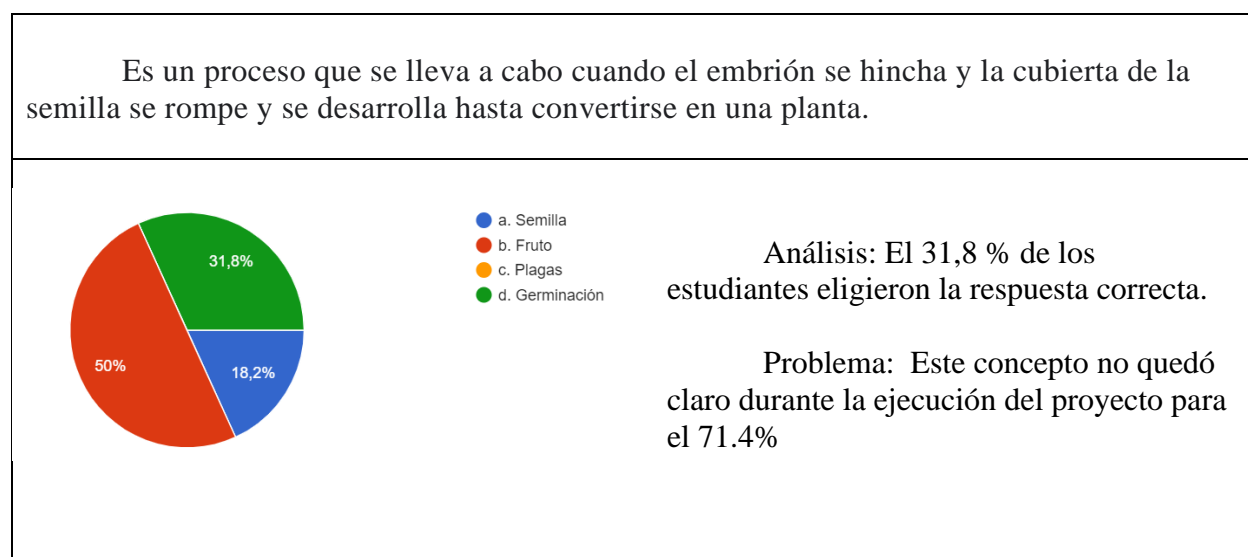 Es un proceso que se lleva a cabo cuando el embrión se hincha y la cubierta de la
semilla se rompe y se desarrolla hasta convertirse en una planta.
31,8%
50%
18,2%
a. Semilla
b. Fruto
c. Plagas
d. Germinación
Análisis: El 31,8 % de los
estudiantes eligieron la respuesta correcta.
Problema: Este concepto no quedó
claro durante la ejecución del proyecto para
el 71.4%